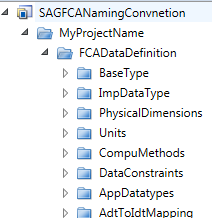 SAGFCANamingConvnetion
MyProjectName
FCADataDefinition
BaseType
ImpDataType
PhysicalDimensions
Units
CompuMethods
DataConstraints
AppDatatypes
AdtToIdtMapping